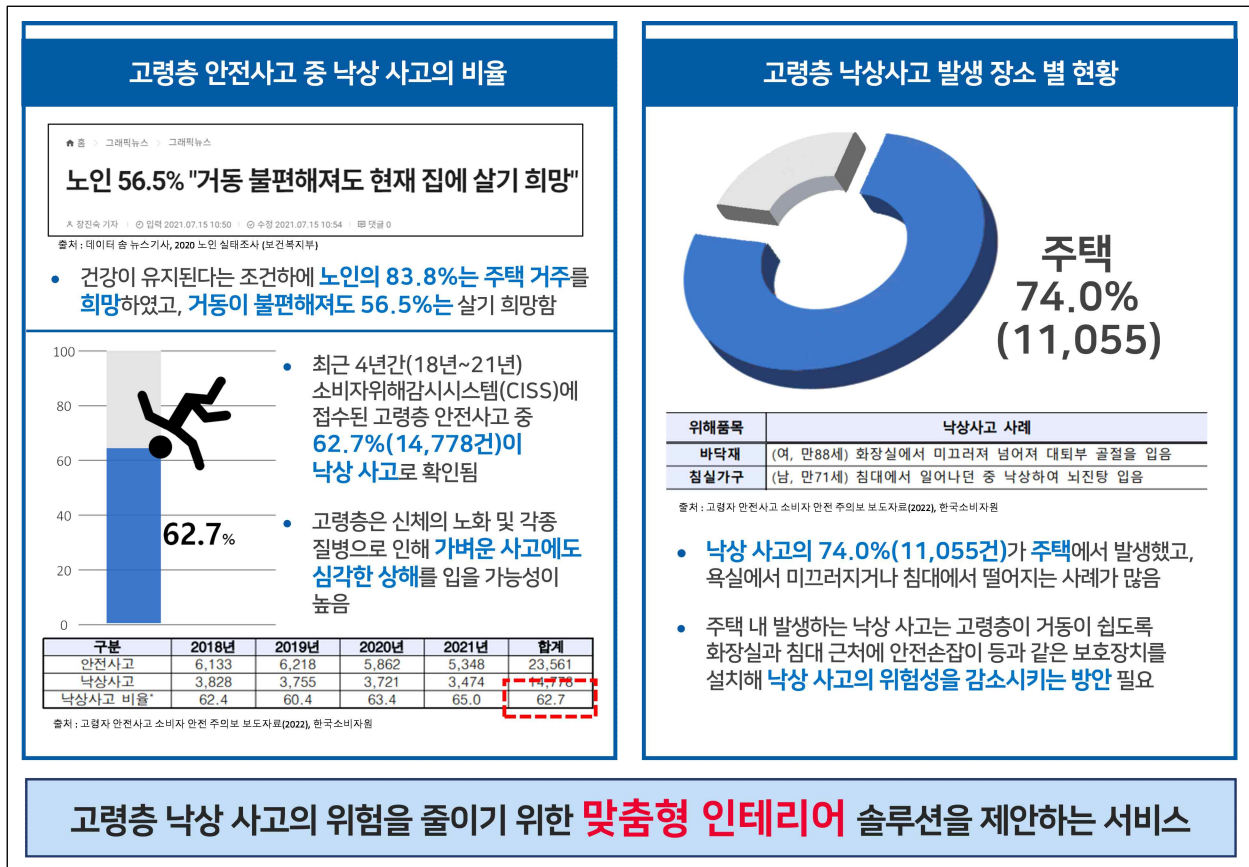 고령층 안전사고 중 낙상 사고의 비율
홈 > 그래픽뉴스 > 그래픽뉴스
노인 56.5% "거동 불편해져도 현재 집에 살기 희망"
장진숙 기자 입력 2021.07.15 10:50 수정 2021.07.15 10:54 댓글 0
출처 : 데이터 솜 뉴스기사, 2020 노인 실태조사 (보건복지부)
• 건강이 유지된다는 조건하에 노인의 83.8%는 주택 거주를
희망하였고, 거동이 불편해져도 56.5%는 살기 희망함
100
80
60
40
20
0
62.7%
• 최근 4년간(18년~21년)
소비자위해감시시스템(CISS)에
접수된 고령층 안전사고 중
62.7%(14,778건)이
낙상 사고로 확인됨
• 고령층은 신체의 노화 및 각종
질병으로 인해 가벼운 사고에도
심각한 상해를 입을 가능성이
높음
구분 2018년 2019년 2020년 2021년 합계
안전사고 6,133 6,218 5,862 5,348 23,561
낙상사고 3,828 3,755 3,721 3,474 14,778
낙상사고 비율* 62.4 60.4 63.4 65.0 62.7
출처 : 고령자 안전사고 소비자 안전 주의보 보도자료(2022), 한국소비자원
고령층 낙상사고 발생 장소 별 현황
주택
74.0%
(11,055)
위해품목 낙상사고 사례
바닥재 (여, 만88세) 화장실에서 미끄러져 넘어져 대퇴부 골절을 입음
침실가구 (남, 만71세) 침대에서 일어나던 중 낙상하여 뇌진탕 입음
출처 : 고령자 안전사고 소비자 안전 주의보 보도자료(2022), 한국소비자원
• 낙상 사고의 74.0%(11,055건)가 주택에서 발생했고,
욕실에서 미끄러지거나 침대에서 떨어지는 사례가 많음
• 주택 내 발생하는 낙상 사고는 고령층이 거동이 쉽도록
화장실과 침대 근처에 안전손잡이 등과 같은 보호장치를
설치해 낙상 사고의 위험성을 감소시키는 방안 필요
고령층 낙상 사고의 위험을 줄이기 위한 맞춤형 인테리어 솔루션을 제안하는 서비스